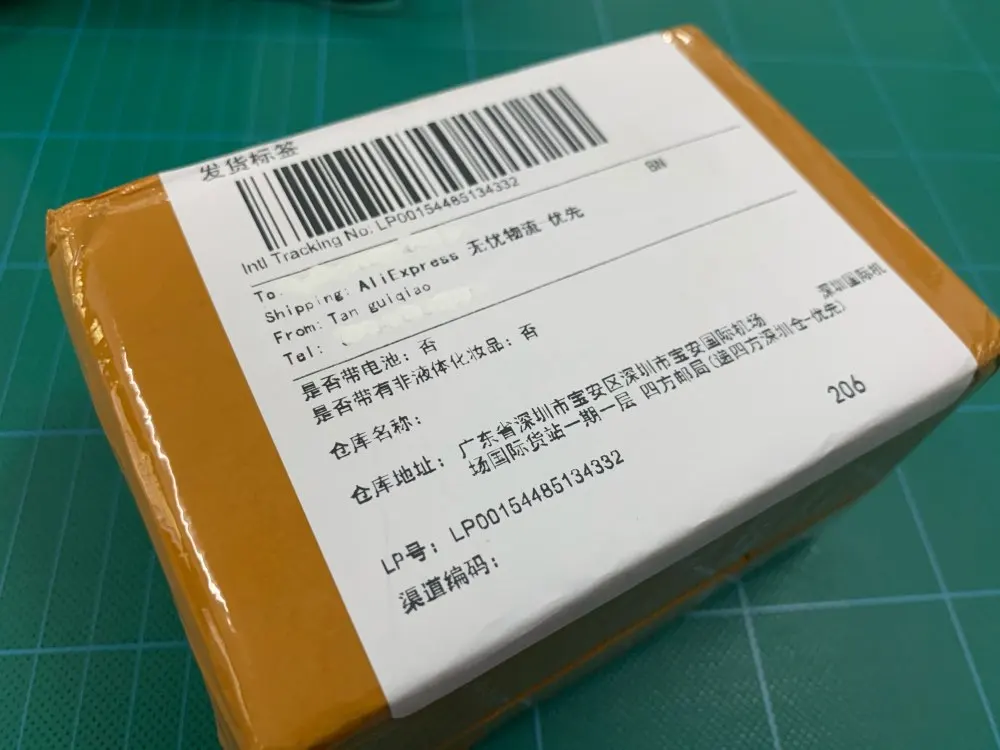 发货标签
Intl Tracking No: LP00154485134332
BN
To:
Shipping: AliExpress 无忧物流-优先
From: Tan guiqiao
Tel:
是否带电池: 否
是否带有非液体化妆品: 否
仓库名称:
仓库地址: 广东省深圳市宝安区深圳市宝安国际机场 深圳国际机
场国际货站一期一层 四方邮局(递四方深圳仓-优先)
206
LP号: LP00154485134332
渠道编码: